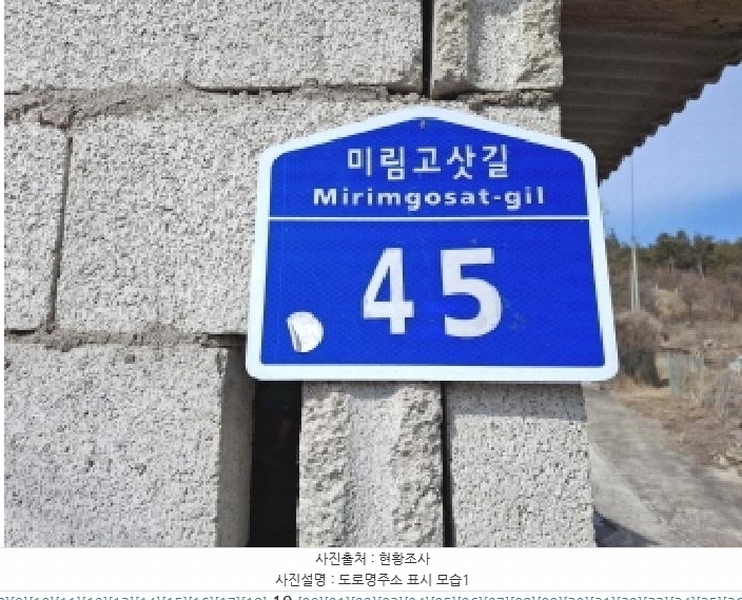 미림고샷길
Mirimgosat-gil
45
사진출처 : 현황조사
사진설명 : 도로명주소 표시 모습1